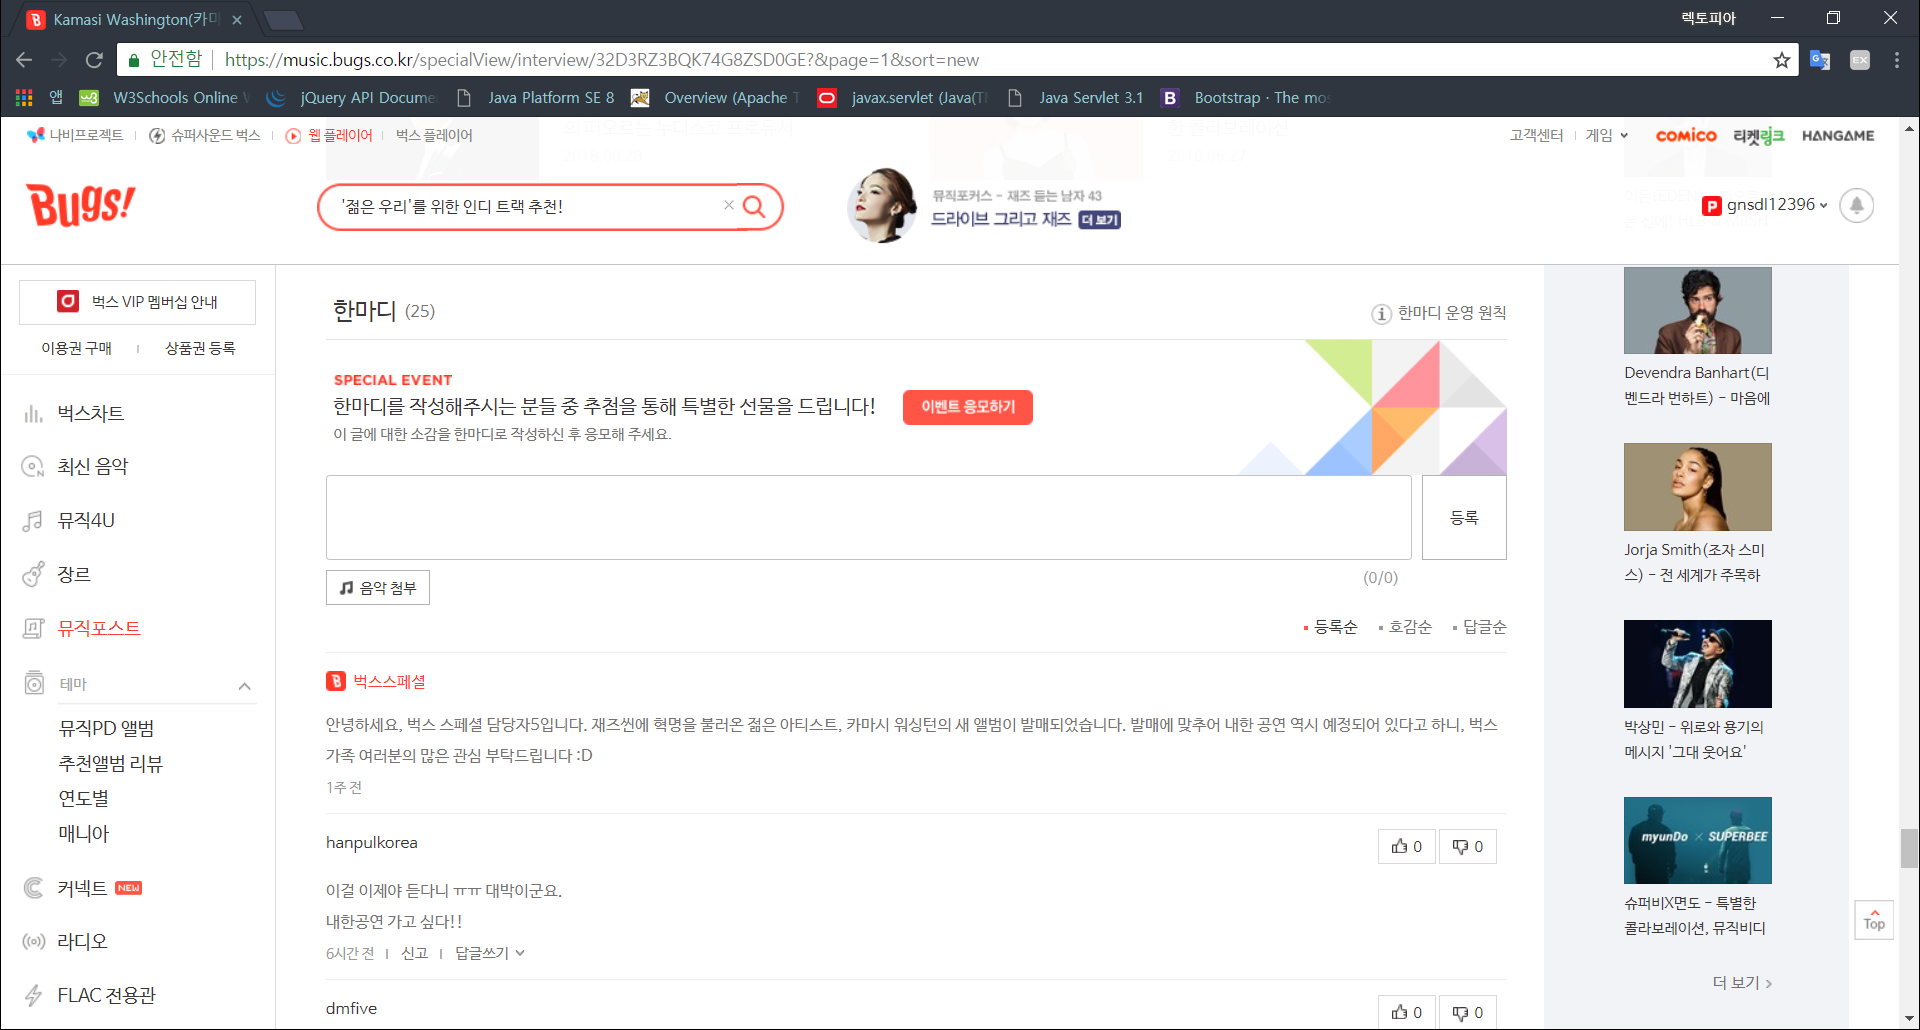 Kamasi Washington(카마
렉토피아
안전함
https://music.bugs.co.kr/specialView/interview/32D3RZ3BQK74G8ZSD0GE?&page=1&sort=new
앱
W3Schools Online
jQuery API Docume
Java Platform SE 8
Overview (Apache T
javax.servlet (Java(T
Java Servlet 3.1
Bootstrap · The mos
나비프로젝트
슈퍼사운드 벅스
웹 플레이어
벅스 플레이어
고객센터
게임
COMICO
티켓링크
HANGAME
Bugs!
'젊은 우리'를 위한 인디 트랙 추천!
뮤직포커스 - 재즈 듣는 남자 43
드라이브 그리고 재즈 더 보기
gnsdl12396
벅스 VIP 멤버십 안내
이용권 구매
상품권 등록
벅스차트
최신 음악
뮤직4U
장르
뮤직포스트
테마
뮤직PD 앨범
추천앨범 리뷰
연도별
매니아
커넥트 NEW
라디오
FLAC 전용관
한마디 (25)
한마디 운영 원칙
SPECIAL EVENT
한마디를 작성해주시는 분들 중 추첨을 통해 특별한 선물을 드립니다!
이벤트 응모하기
이 글에 대한 소감을 한마디로 작성하신 후 응모해 주세요.
등록
음악 첨부
(0/0)
등록순
호감순
답글순
벅스스페셜
안녕하세요, 벅스 스페셜 담당자5입니다. 재즈씬에 혁명을 불러온 젊은 아티스트, 카마시 워싱턴의 새 앨범이 발매되었습니다. 발매에 맞추어 내한 공연 역시 예정되어 있다고 하니, 벅스
가족 여러분의 많은 관심 부탁드립니다 :D
1주 전
hanpulkorea
0
0
이걸 이제야 듣다니 ㅠㅠ 대박이군요.
내한공연 가고 싶다!!
6시간 전
신고
답글쓰기
dmfive
0
0
Devendra Banhart(디
벤드라 번하트) - 마음에
Jorja Smith(조자 스미
스) - 전 세계가 주목하
박상민 - 위로와 용기의
메시지 '그대 웃어요'
myunDo × SUPERBEE
슈퍼비X면도 - 특별한
콜라보레이션, 뮤직비디
더 보기
Top